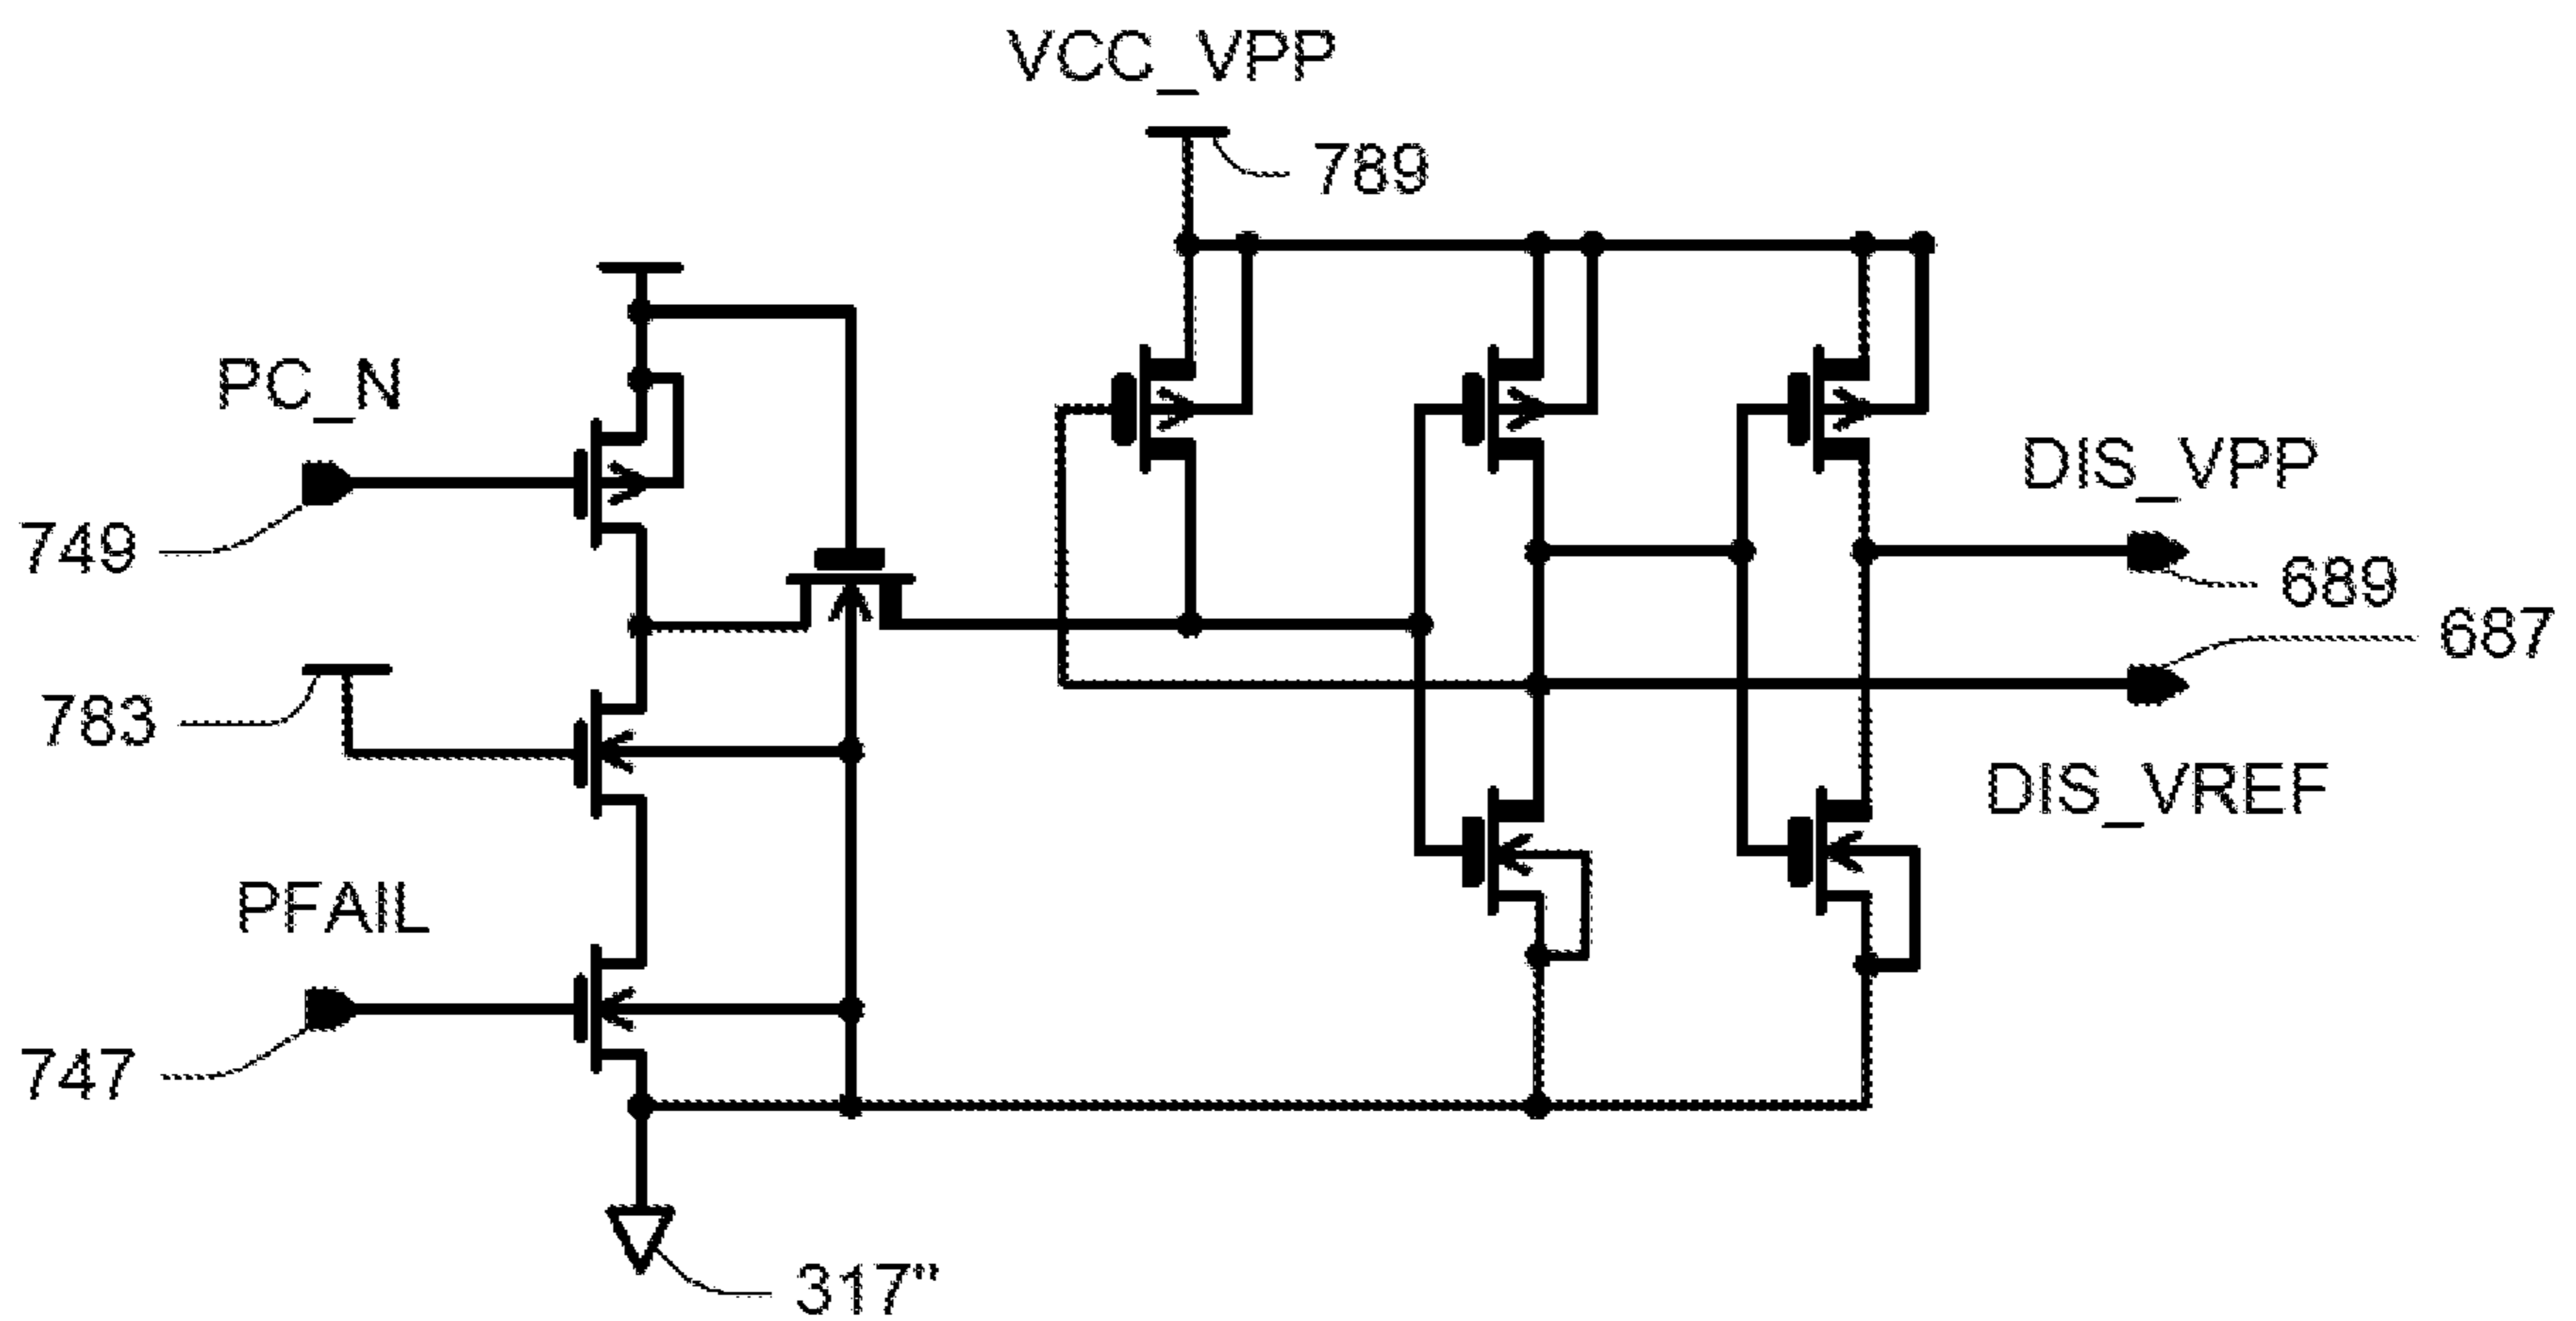 VCC_VPP
789
PC_N
749
DIS_VPP
689
687
783
DIS_VREF
PFAIL
747
317"